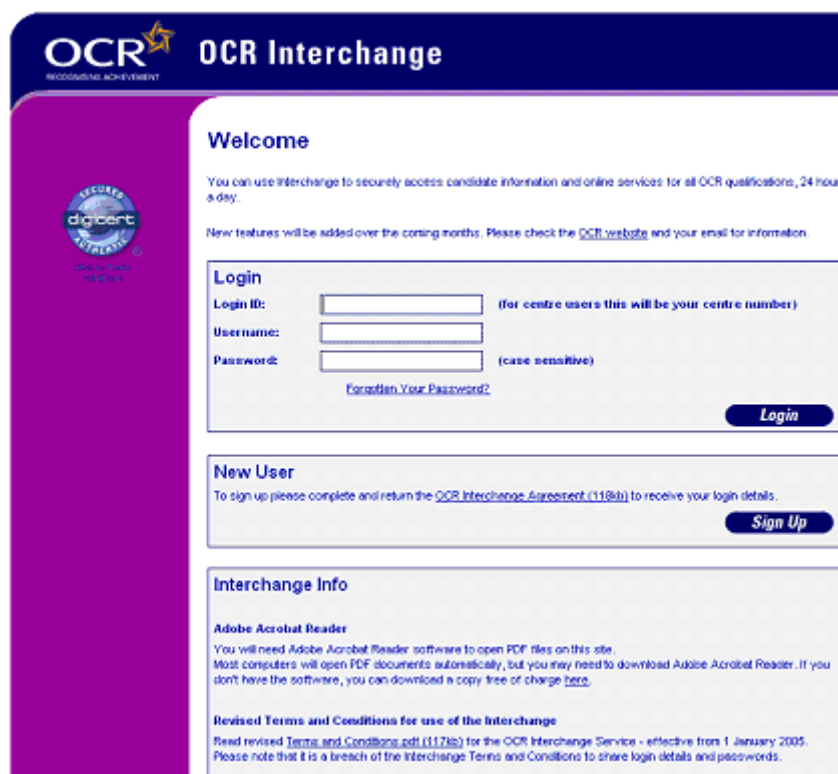 OCR
RECOGNISING ACHIEVEMENT
OCR Interchange
SECURED
digicert
Welcome
You can use Interchange to securely access candidate information and online services for all OCR qualifications, 24 hour
a day.
New features will be added over the coming months. Please check the OCR website and your email for information.
Login
Login ID: (for centre users this will be your centre number)
Username:
Password: (case sensitive)
Forgotten Your Password?
Login
New User
To sign up please complete and return the OCR Interchange Agreement (118kb) to receive your login details.
Sign Up
Interchange Info
Adobe Acrobat Reader
You will need Adobe Acrobat Reader software to open PDF files on this site.
Most computers will open PDF documents automatically, but you may need to download Adobe Acrobat Reader. If you
don't have the software, you can download a copy free of charge here.
Revised Terms and Conditions for use of the Interchange
Read revised Terms and Conditions.pdf (117kb) for the OCR Interchange Service - effective from 1 January 2005.
Please note that it is a breach of the Interchange Terms and Conditions to share login details and passwords.